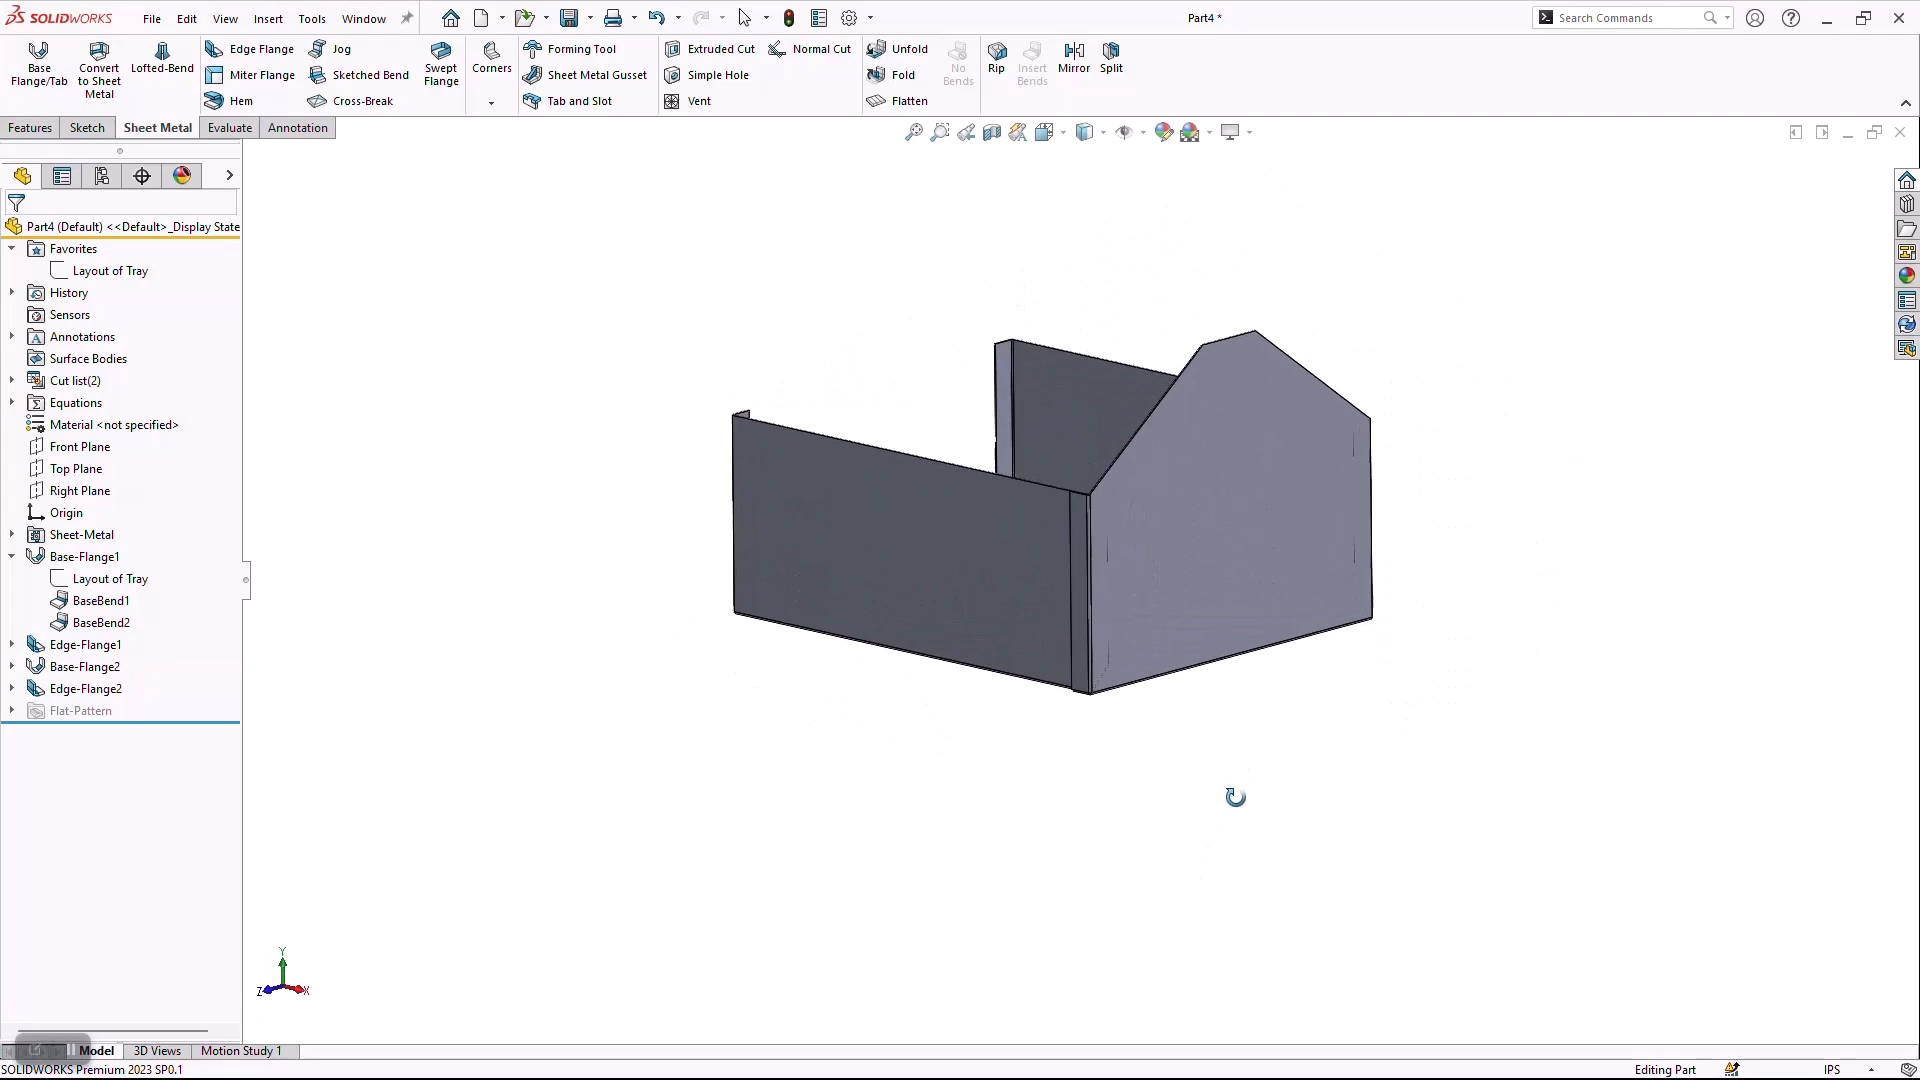 SOLIDWORKS
File Edit View Insert Tools Window
Part4 *
Search Commands
Base Flange/Tab
Convert to Sheet Metal
Lofted-Bend
Edge Flange
Miter Flange
Hem
Jog
Sketched Bend
Cross-Break
Swept Flange
Corners
Forming Tool
Sheet Metal Gusset
Tab and Slot
Extruded Cut
Simple Hole
Vent
Normal Cut
Unfold
Fold
Flatten
No Bends
Rip
Insert Bends
Mirror
Split
Features Sketch Sheet Metal Evaluate Annotation
Part4 (Default) <<Default>_Display State
Favorites
Layout of Tray
History
Sensors
Annotations
Surface Bodies
Cut list(2)
Equations
Material <not specified>
Front Plane
Top Plane
Right Plane
Origin
Sheet-Metal
Base-Flange1
Layout of Tray
BaseBend1
BaseBend2
Edge-Flange1
Base-Flange2
Edge-Flange2
Flat-Pattern
Y
Z X
Model 3D Views Motion Study 1
SOLIDWORKS Premium 2023 SP0.1
Editing Part
IPS